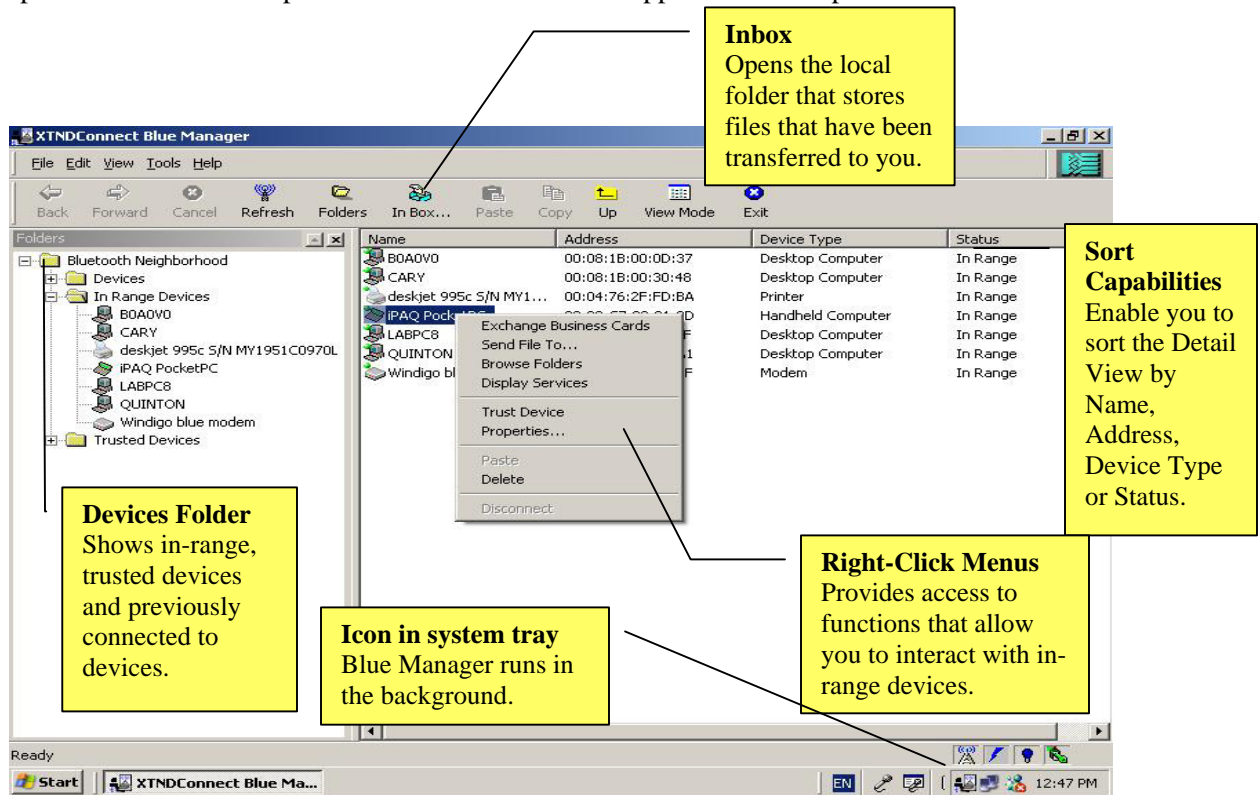 Inbox
Opens the local
folder that stores
files that have been
transferred to you.
XTNDConnect Blue Manager
File Edit View Tools Help
Back Forward Cancel Refresh Folders In Box... Paste Copy Up View Mode Exit
Folders
Name Address Device Type Status
Bluetooth Neighborhood
Devices
In Range Devices
B0A0V0
CARY
deskjet 995c S/N MY1951C0970L
iPAQ PocketPC
LABPC8
QUINTON
Windigo blue modem
Trusted Devices
B0A0V0 00:08:1B:00:0D:37 Desktop Computer In Range
CARY 00:08:1B:00:30:48 Desktop Computer In Range
deskjet 995c S/N MY1... 00:04:76:2F:FD:BA Printer In Range
iPAQ Handheld Computer In Range
LABPC8 Desktop Computer In Range
QUINTON Desktop Computer In Range
Windigo Modem In Range
Exchange Business Cards
Send File To...
Browse Folders
Display Services
Trust Device
Properties...
Paste
Delete
Disconnect
Sort
Capabilities
Enable you to
sort the Detail
View by
Name,
Address,
Device Type
or Status.
Devices Folder
Shows in-range,
trusted devices
and previously
connected to
devices.
Icon in system tray
Blue Manager runs in
the background.
Right-Click Menus
Provides access to
functions that allow
you to interact with in-
range devices.
Ready
Start XTNDConnect Blue Ma... EN 12:47 PM